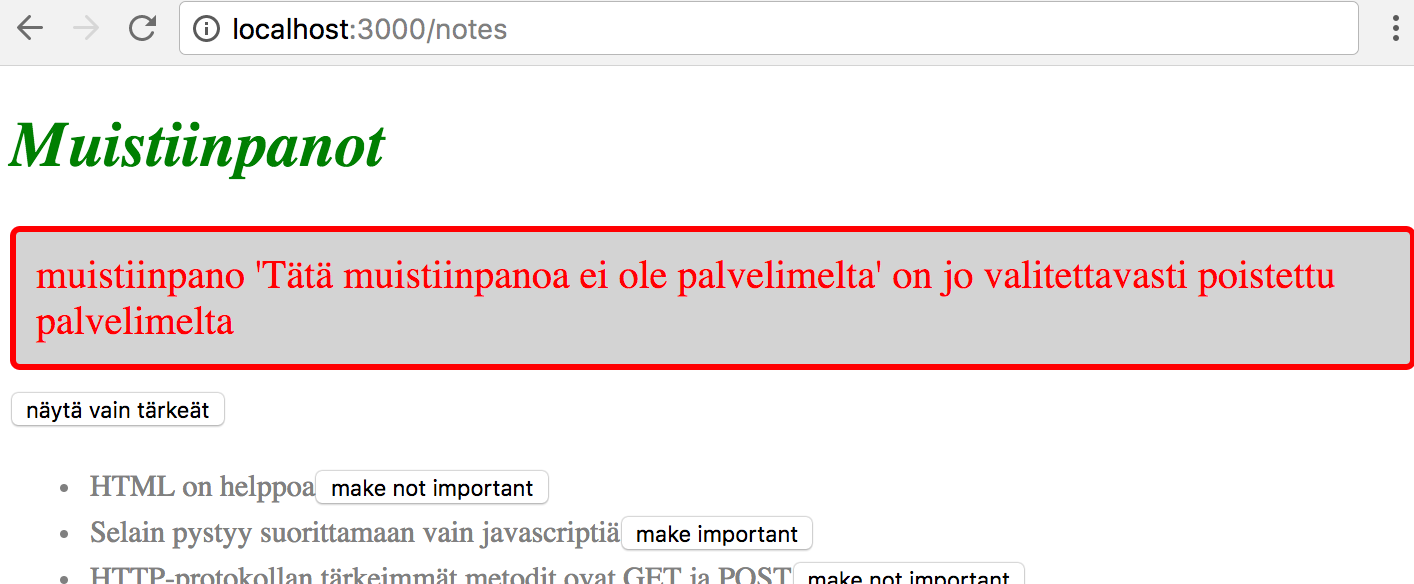 localhost:3000/notes
Muistiinpanot
muistiinpano 'Tätä muistiinpanoa ei ole palvelimelta' on jo valitettavasti poistettu
palvelimelta
näytä vain tärkeät
HTML on helppoa make not important
Selain pystyy suorittamaan vain javascriptiä make important
HTTP-protokollan tärkeimmät metodit ovat GET ja POST make not important